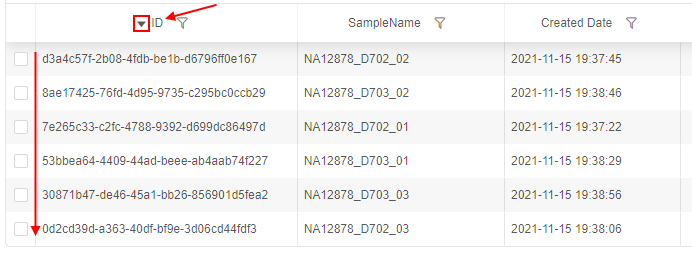 ID SampleName Created Date
d3a4c57f-2b08-4fdb-be1b-d6796ff0e167 NA12878_D702_02 2021-11-15 19:37:45
8ae17425-76fd-4d95-9735-c295bc0ccb29 NA12878_D703_02 2021-11-15 19:38:46
7e265c33-c2fc-4788-9392-d699dc86497d NA12878_D702_01 2021-11-15 19:37:22
53bbea64-4409-44ad-beee-ab4aab74f227 NA12878_D703_01 2021-11-15 19:38:29
30871b47-de46-45a1-bb26-856901d5fea2 NA12878_D703_03 2021-11-15 19:38:56
0d2cd39d-a363-40df-bf9e-3d06cd44fdf3 NA12878_D702_03 2021-11-15 19:38:06